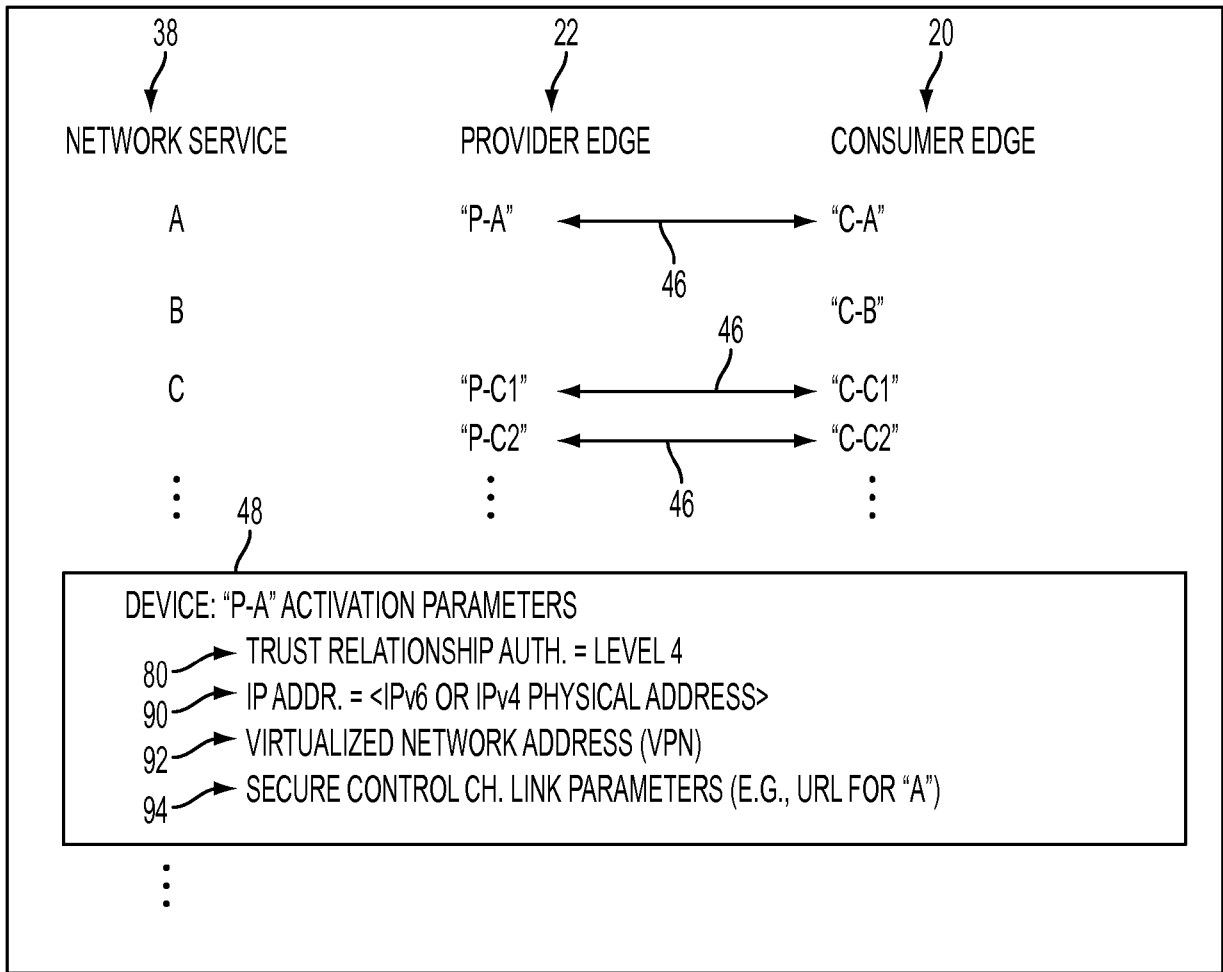 38 22 20
NETWORK SERVICE PROVIDER EDGE CONSUMER EDGE
A “P-A” “C-A”
46
B “C-B”
46
C “P-C1” “C-C1”
“P-C2” “C-C2”
46
48
DEVICE: “P-A” ACTIVATION PARAMETERS
80 TRUST RELATIONSHIP AUTH. = LEVEL 4
90 IP ADDR. = <IPv6 OR IPv4 PHYSICAL ADDRESS>
92 VIRTUALIZED NETWORK ADDRESS (VPN)
94 SECURE CONTROL CH. LINK PARAMETERS (E.G., URL FOR “A”)